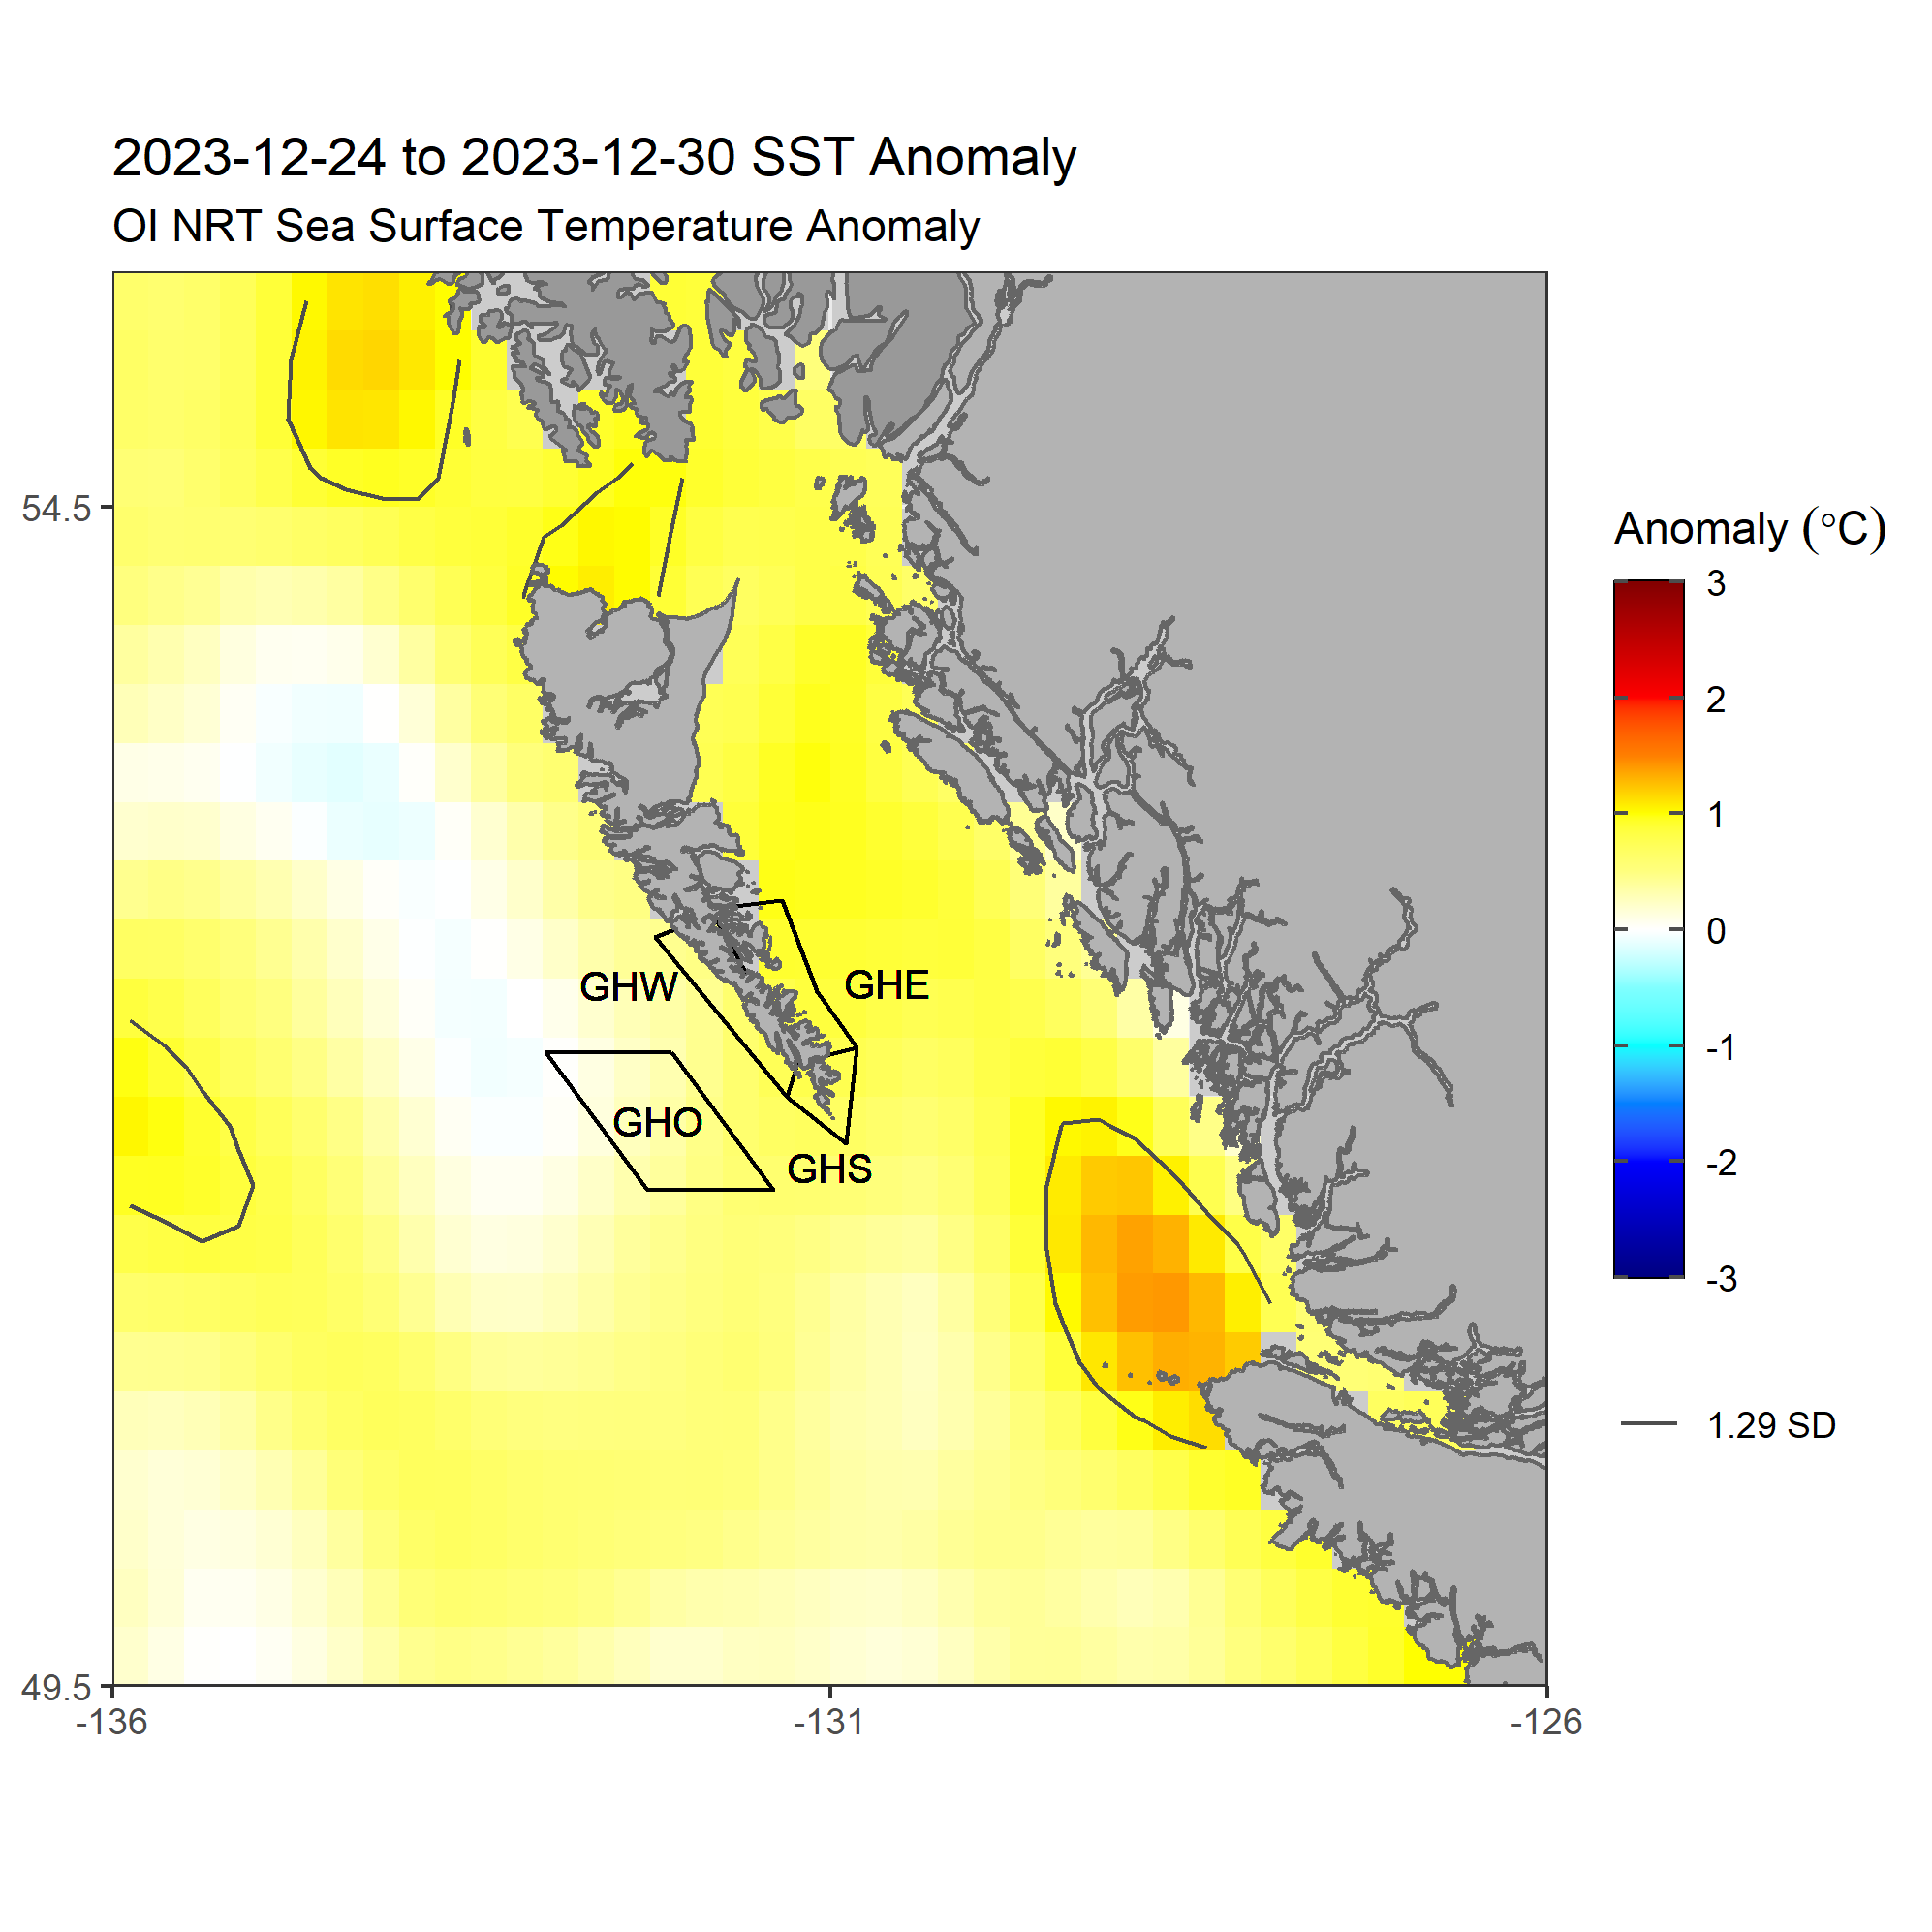 2023-12-24 to 2023-12-30 SST Anomaly
OI NRT Sea Surface Temperature Anomaly
54.5
49.5
-136
-131
-126
GHW
GHE
GHO
GHS
Anomaly (°C)
3
2
1
0
-1
-2
-3
1.29 SD